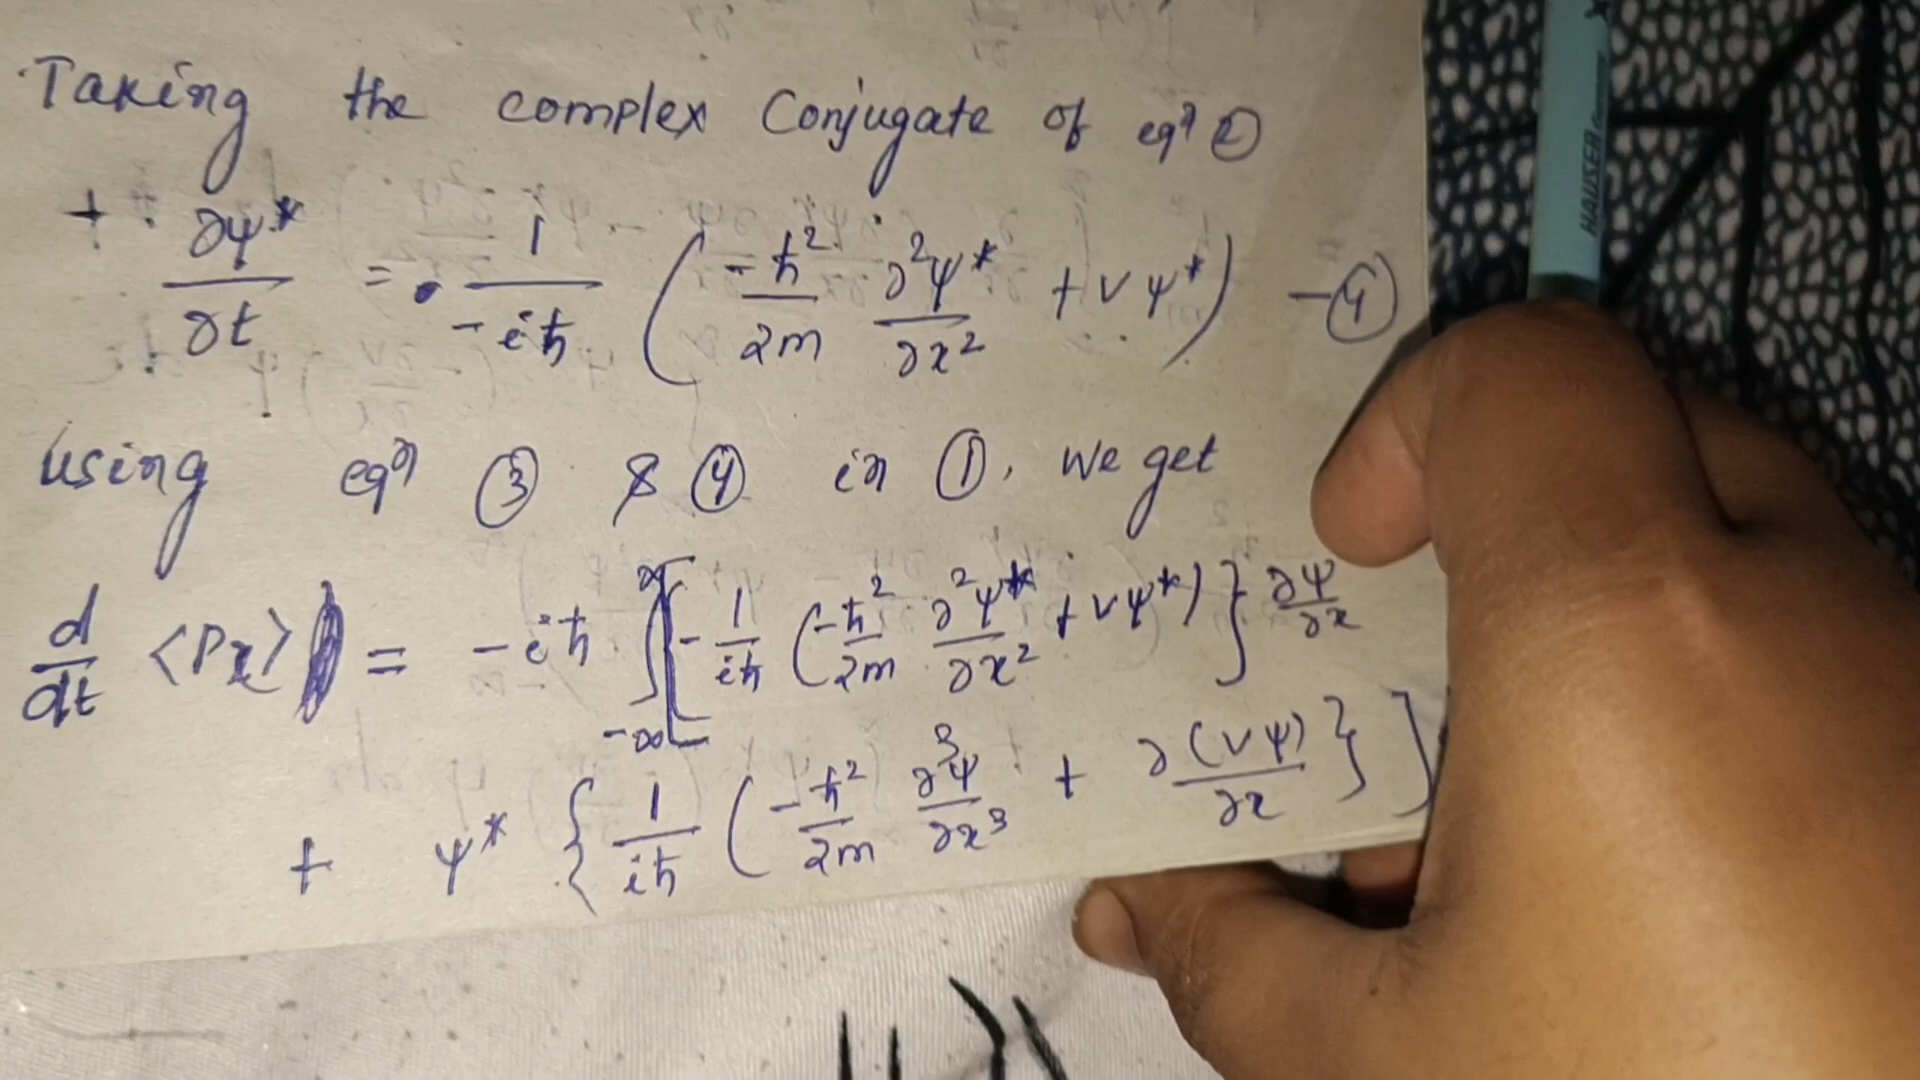 Taking the complex Conjugate of eqn ②
+ ∂ψ*/∂t = 1/-iħ ( -ħ²/2m ∂²ψ*/∂x² + Vψ* ) - ④
using eqn ③ & ④ in ①, we get
d/dt <Px> = -iħ ∫_{-∞}^{∞} [ { -1/iħ ( -ħ²/2m ∂²ψ*/∂x² + Vψ* ) } ∂ψ/∂x
+ ψ* { 1/iħ ( -ħ²/2m ∂³ψ/∂x³ + ∂(Vψ)/∂x } ]
HAUSER